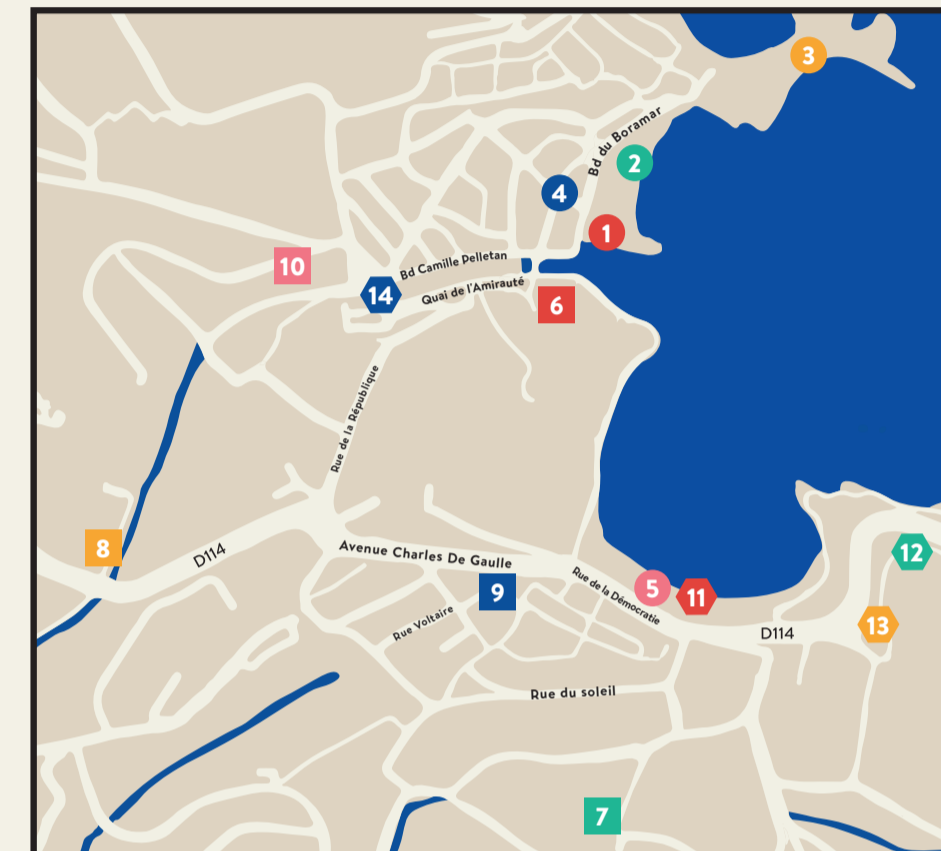 3
Bd du Boramar
2
4
1
Bd Camille Pelletan
10
14
Quai de l'Amirauté
6
Rue de la République
8
D114
Avenue Charles De Gaulle
12
9
Rue de la Démocratie
5
11
Rue Voltaire
D114
13
Rue du soleil
7